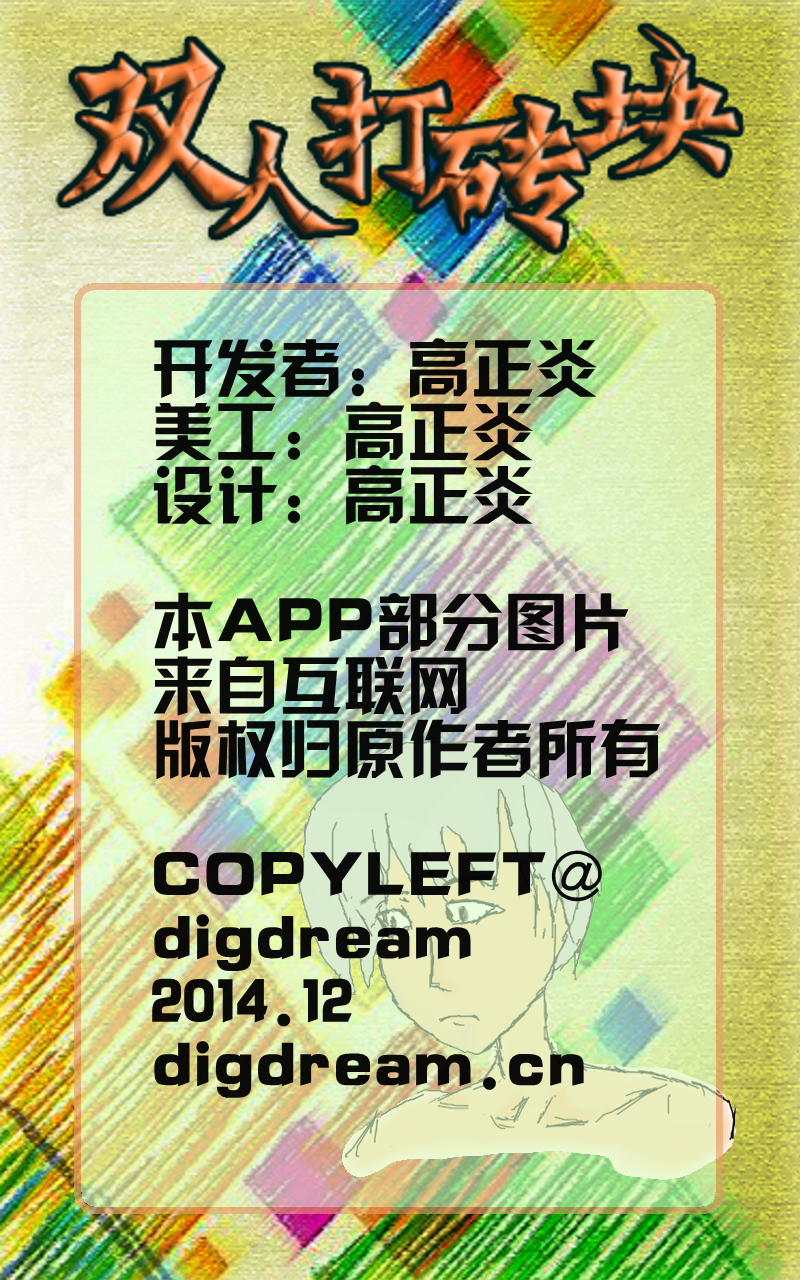 双人打砖块
开发者：高正炎
美工：高正炎
设计：高正炎
本APP部分图片
来自互联网
版权归原作者所有
COPYLEFT@
digdream
2014.12
digdream.cn